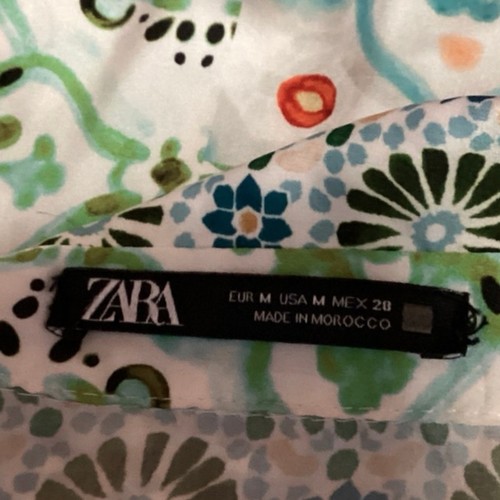 ZARA
EUR M USA M MEX 28
MADE IN MOROCCO